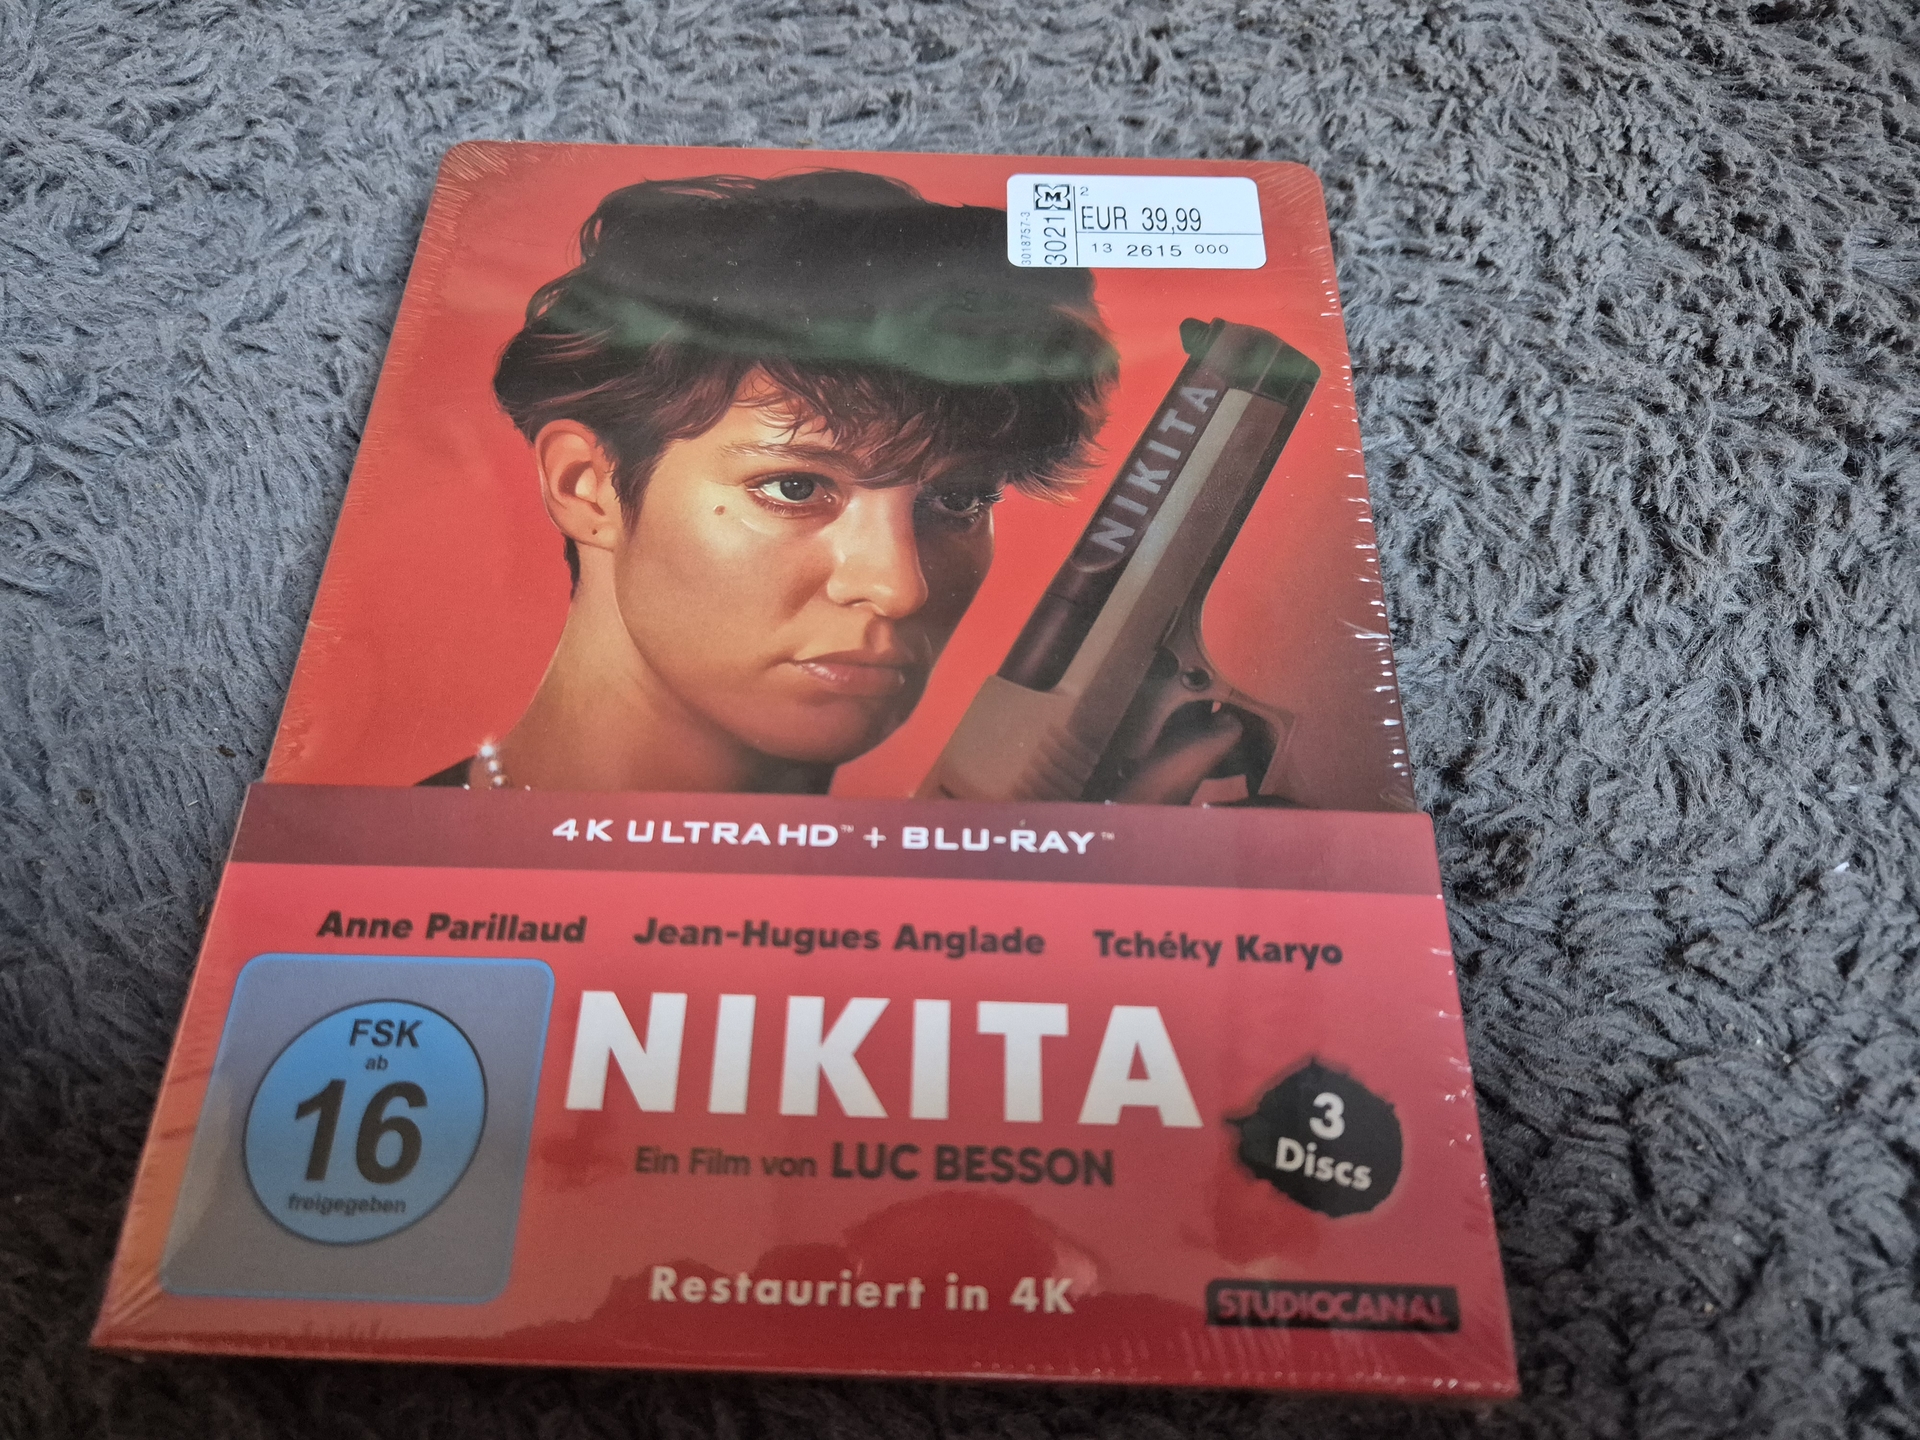 2
EUR 39,99
13 2615 000
3021
3018757-3
M
NIKITA
4K ULTRA HD™ + BLU-RAY™
Anne Parillaud Jean-Hugues Anglade Tchéky Karyo
NIKITA
FSK
ab
16
freigegeben
Ein Film von LUC BESSON
3
Discs
Restauriert in 4K
STUDIOCANAL